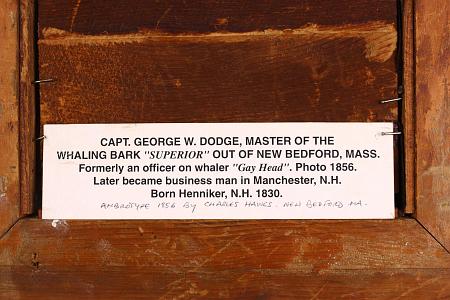 CAPT. GEORGE W. DODGE, MASTER OF THE
WHALING BARK "SUPERIOR" OUT OF NEW BEDFORD, MASS.
Formerly an officer on whaler "Gay Head". Photo 1856.
Later became business man in Manchester, N.H.
Born Henniker, N.H. 1830.
AMBROTYPE 1856 BY CHARLES HAWES. NEW BEDFORD MA.